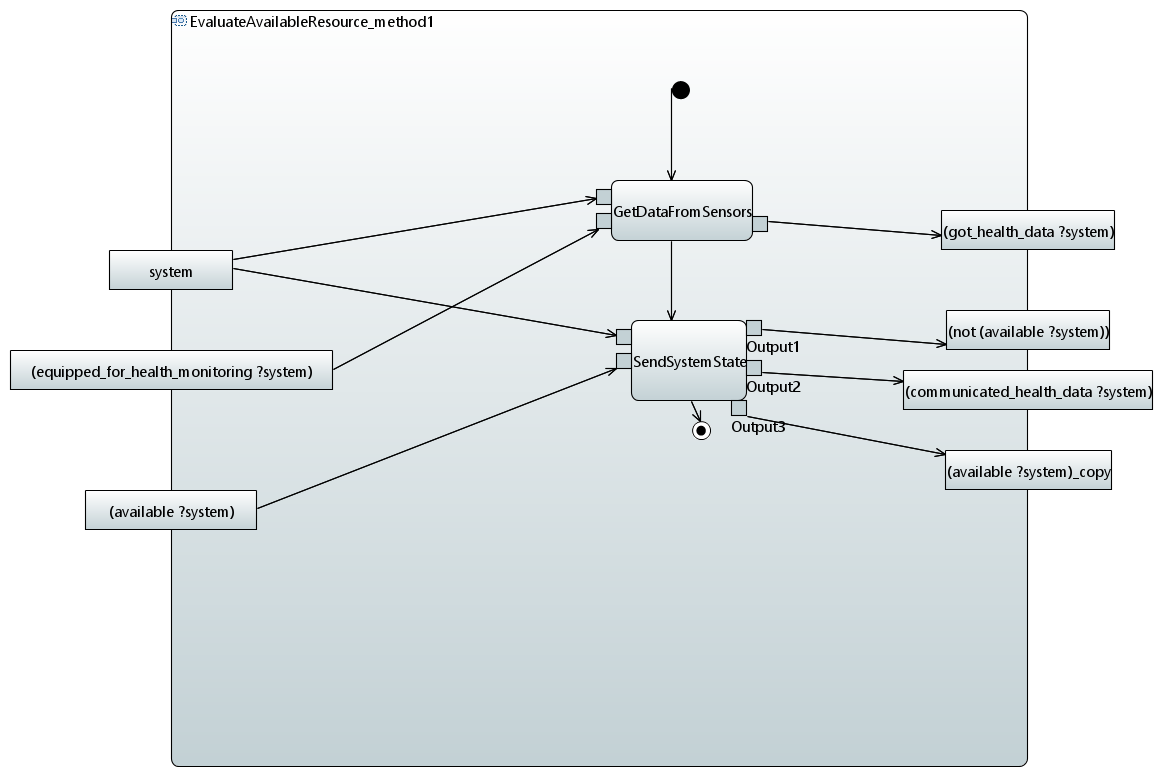 EvaluateAvailableResource_method1
GetDataFromSensors
(got_health_data ?system)
system
(not (available ?system))
Output1
SendSystemState
(equipped_for_health_monitoring ?system)
Output2
(communicated_health_data ?system)
Output3
(available ?system)_copy
(available ?system)